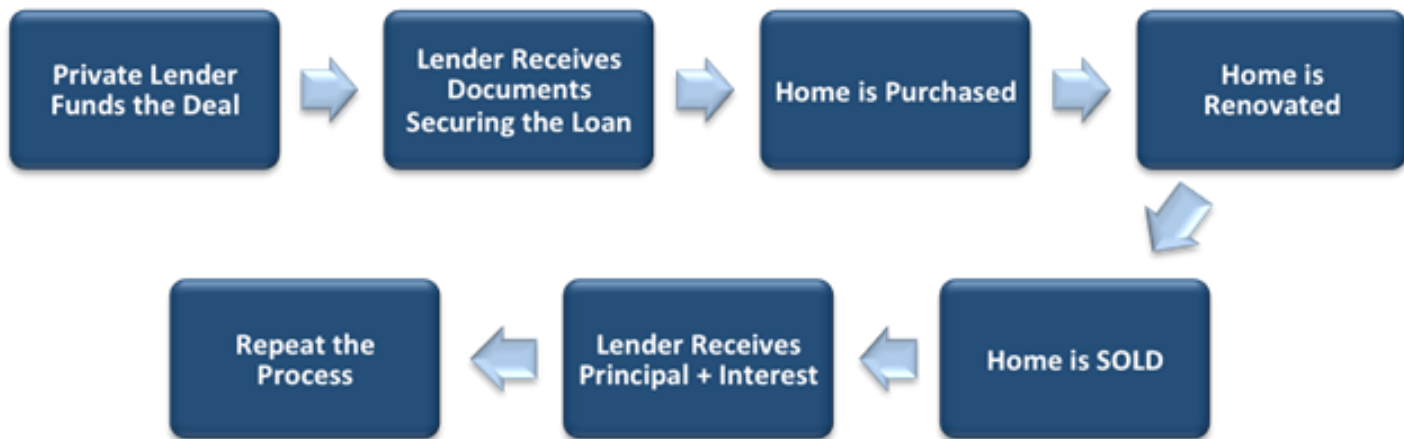 Private Lender
Funds the Deal
Lender Receives
Documents
Securing the Loan
Home is Purchased
Home is
Renovated
Home is SOLD
Lender Receives
Principal + Interest
Repeat the
Process